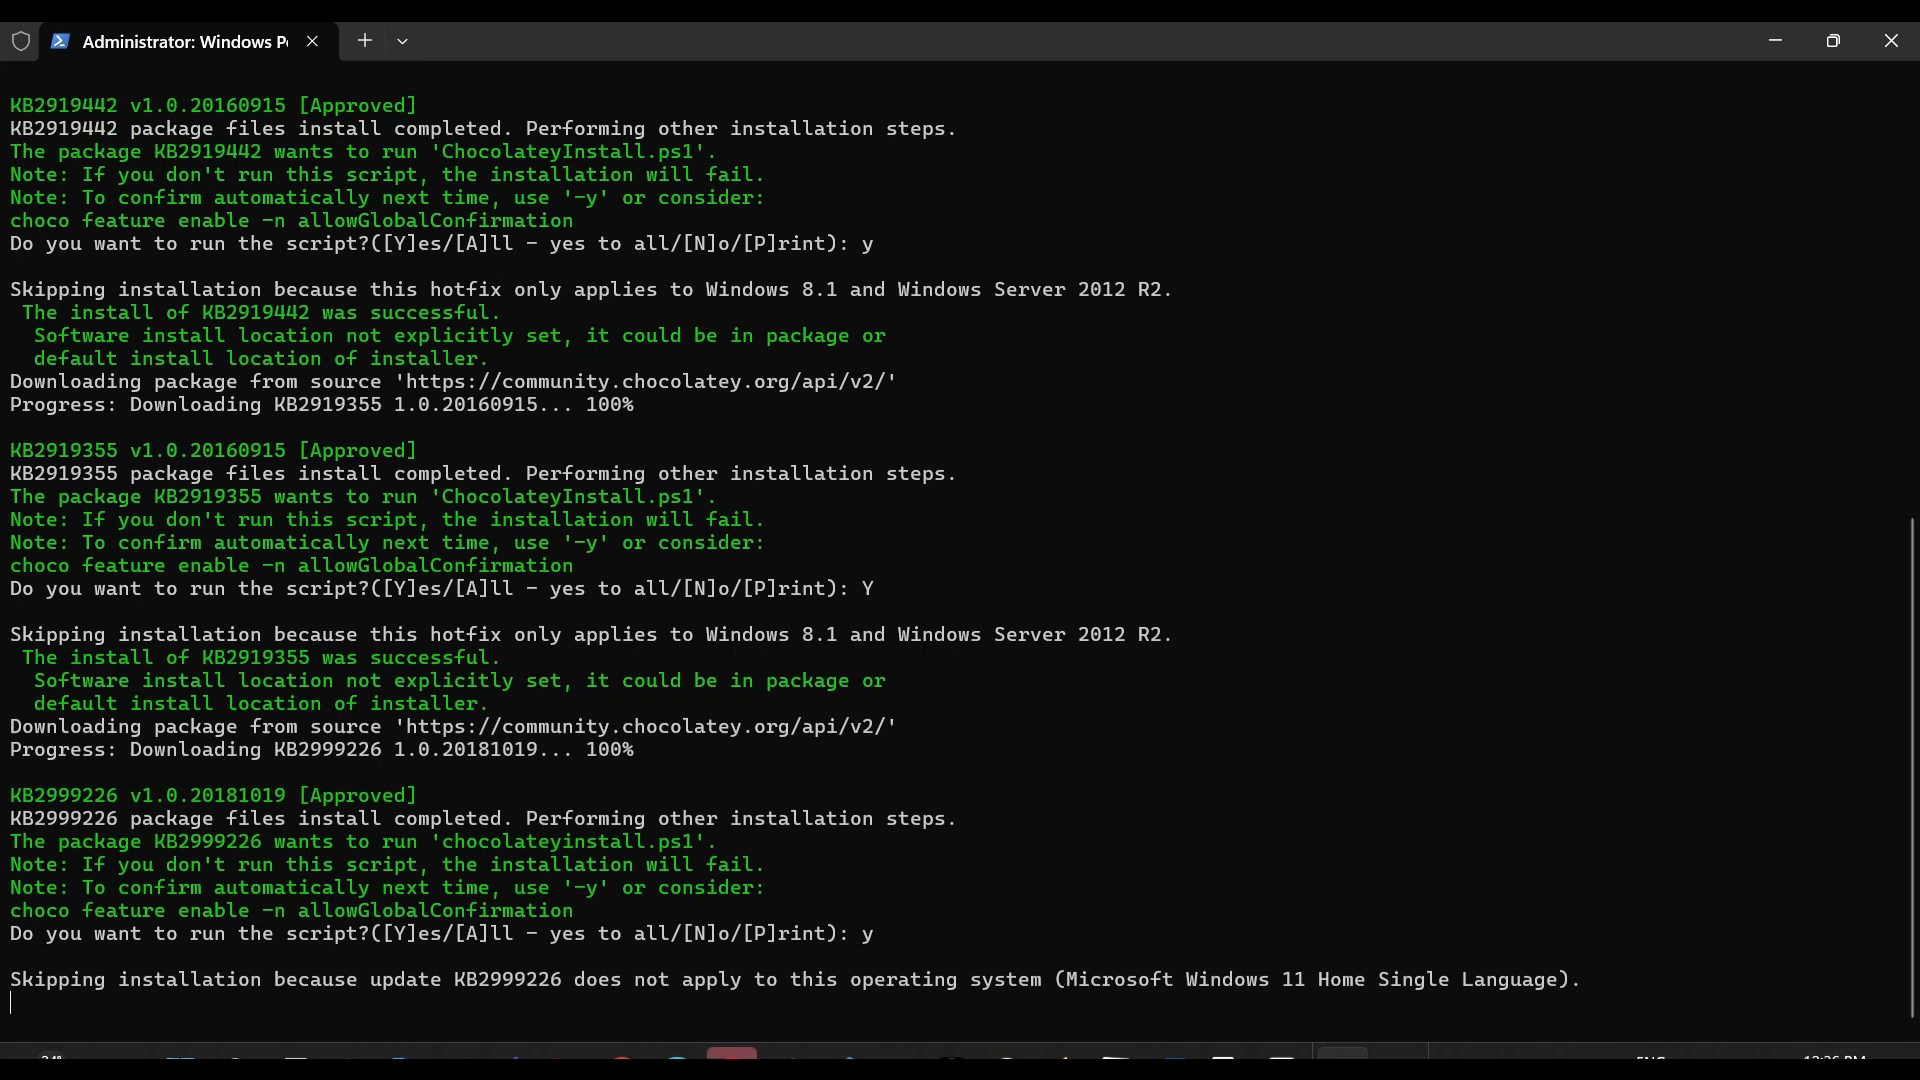 Administrator: Windows P
KB2919442 v1.0.20160915 [Approved]
KB2919442 package files install completed. Performing other installation steps.
The package KB2919442 wants to run 'ChocolateyInstall.ps1'.
Note: If you don't run this script, the installation will fail.
Note: To confirm automatically next time, use '-y' or consider:
choco feature enable -n allowGlobalConfirmation
Do you want to run the script?([Y]es/[A]ll - yes to all/[N]o/[P]rint): y
Skipping installation because this hotfix only applies to Windows 8.1 and Windows Server 2012 R2.
The install of KB2919442 was successful.
Software install location not explicitly set, it could be in package or
default install location of installer.
Downloading package from source 'https://community.chocolatey.org/api/v2/'
Progress: Downloading KB2919355 1.0.20160915... 100%
KB2919355 v1.0.20160915 [Approved]
KB2919355 package files install completed. Performing other installation steps.
The package KB2919355 wants to run 'ChocolateyInstall.ps1'.
Note: If you don't run this script, the installation will fail.
Note: To confirm automatically next time, use '-y' or consider:
choco feature enable -n allowGlobalConfirmation
Do you want to run the script?([Y]es/[A]ll - yes to all/[N]o/[P]rint): Y
Skipping installation because this hotfix only applies to Windows 8.1 and Windows Server 2012 R2.
The install of KB2919355 was successful.
Software install location not explicitly set, it could be in package or
default install location of installer.
Downloading package from source 'https://community.chocolatey.org/api/v2/'
Progress: Downloading KB2999226 1.0.20181019... 100%
KB2999226 v1.0.20181019 [Approved]
KB2999226 package files install completed. Performing other installation steps.
The package KB2999226 wants to run 'chocolateyinstall.ps1'.
Note: If you don't run this script, the installation will fail.
Note: To confirm automatically next time, use '-y' or consider:
choco feature enable -n allowGlobalConfirmation
Do you want to run the script?([Y]es/[A]ll - yes to all/[N]o/[P]rint): y
Skipping installation because update KB2999226 does not apply to this operating system (Microsoft Windows 11 Home Single Language).